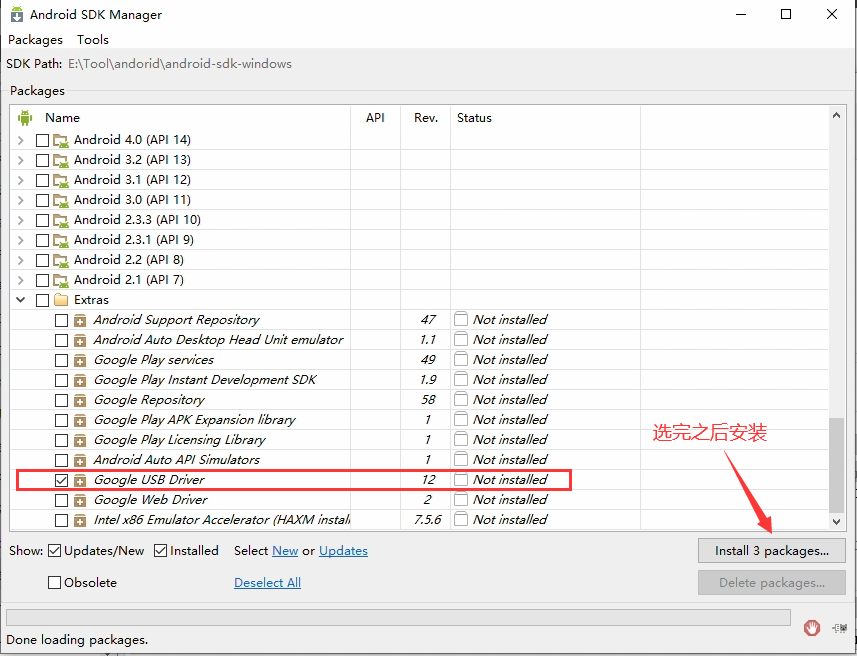 Android SDK Manager
Packages Tools
SDK Path: E:\Tool\andorid\android-sdk-windows
Packages
Name API Rev. Status
Android 4.0 (API 14)
Android 3.2 (API 13)
Android 3.1 (API 12)
Android 3.0 (API 11)
Android 2.3.3 (API 10)
Android 2.3.1 (API 9)
Android 2.2 (API 8)
Android 2.1 (API 7)
Extras
Android Support Repository 47 Not installed
Android Auto Desktop Head Unit emulator 1.1 Not installed
Google Play services 49 Not installed
Google Play Instant Development SDK 1.9 Not installed
Google Repository 58 Not installed
Google Play APK Expansion library 1 Not installed
选完之后安装
Google Play Licensing Library 1 Not installed
Android Auto API Simulators 1 Not installed
Google USB Driver 12 Not installed
Google Web Driver 2 Not installed
Intel x86 Emulator Accelerator (HAXM install 7.5.6 Not installed
Show: Updates/New Installed Select New or Updates Install 3 packages...
Obsolete Deselect All Delete packages...
Done loading packages.